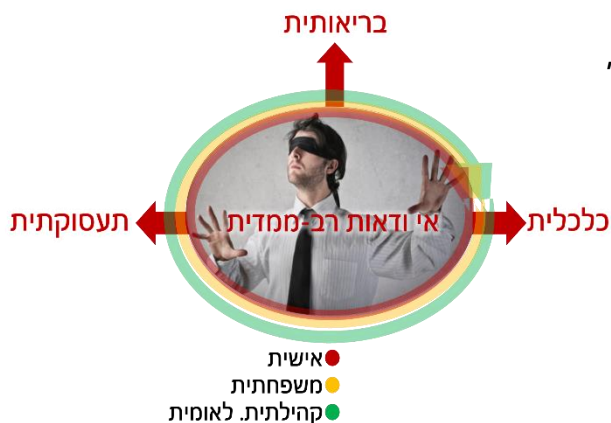 בריאותית
,
כלכלית
אי ודאות רב-ממדית
תעסוקתית
אישית
משפחתית
קהילתית. לאומית